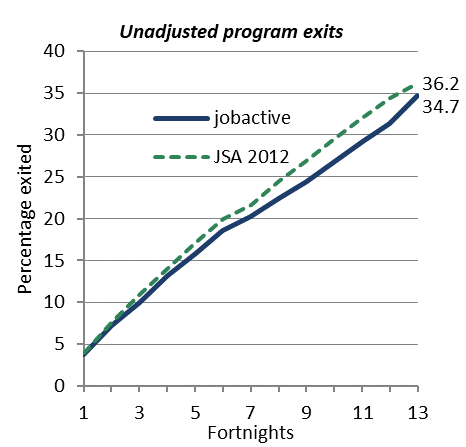 Unadjusted program exits
40
35
30
25
20
15
10
5
0
Percentage exited
jobactive
JSA 2012
36.2
34.7
1 3 5 7 9 11 13
Fortnights